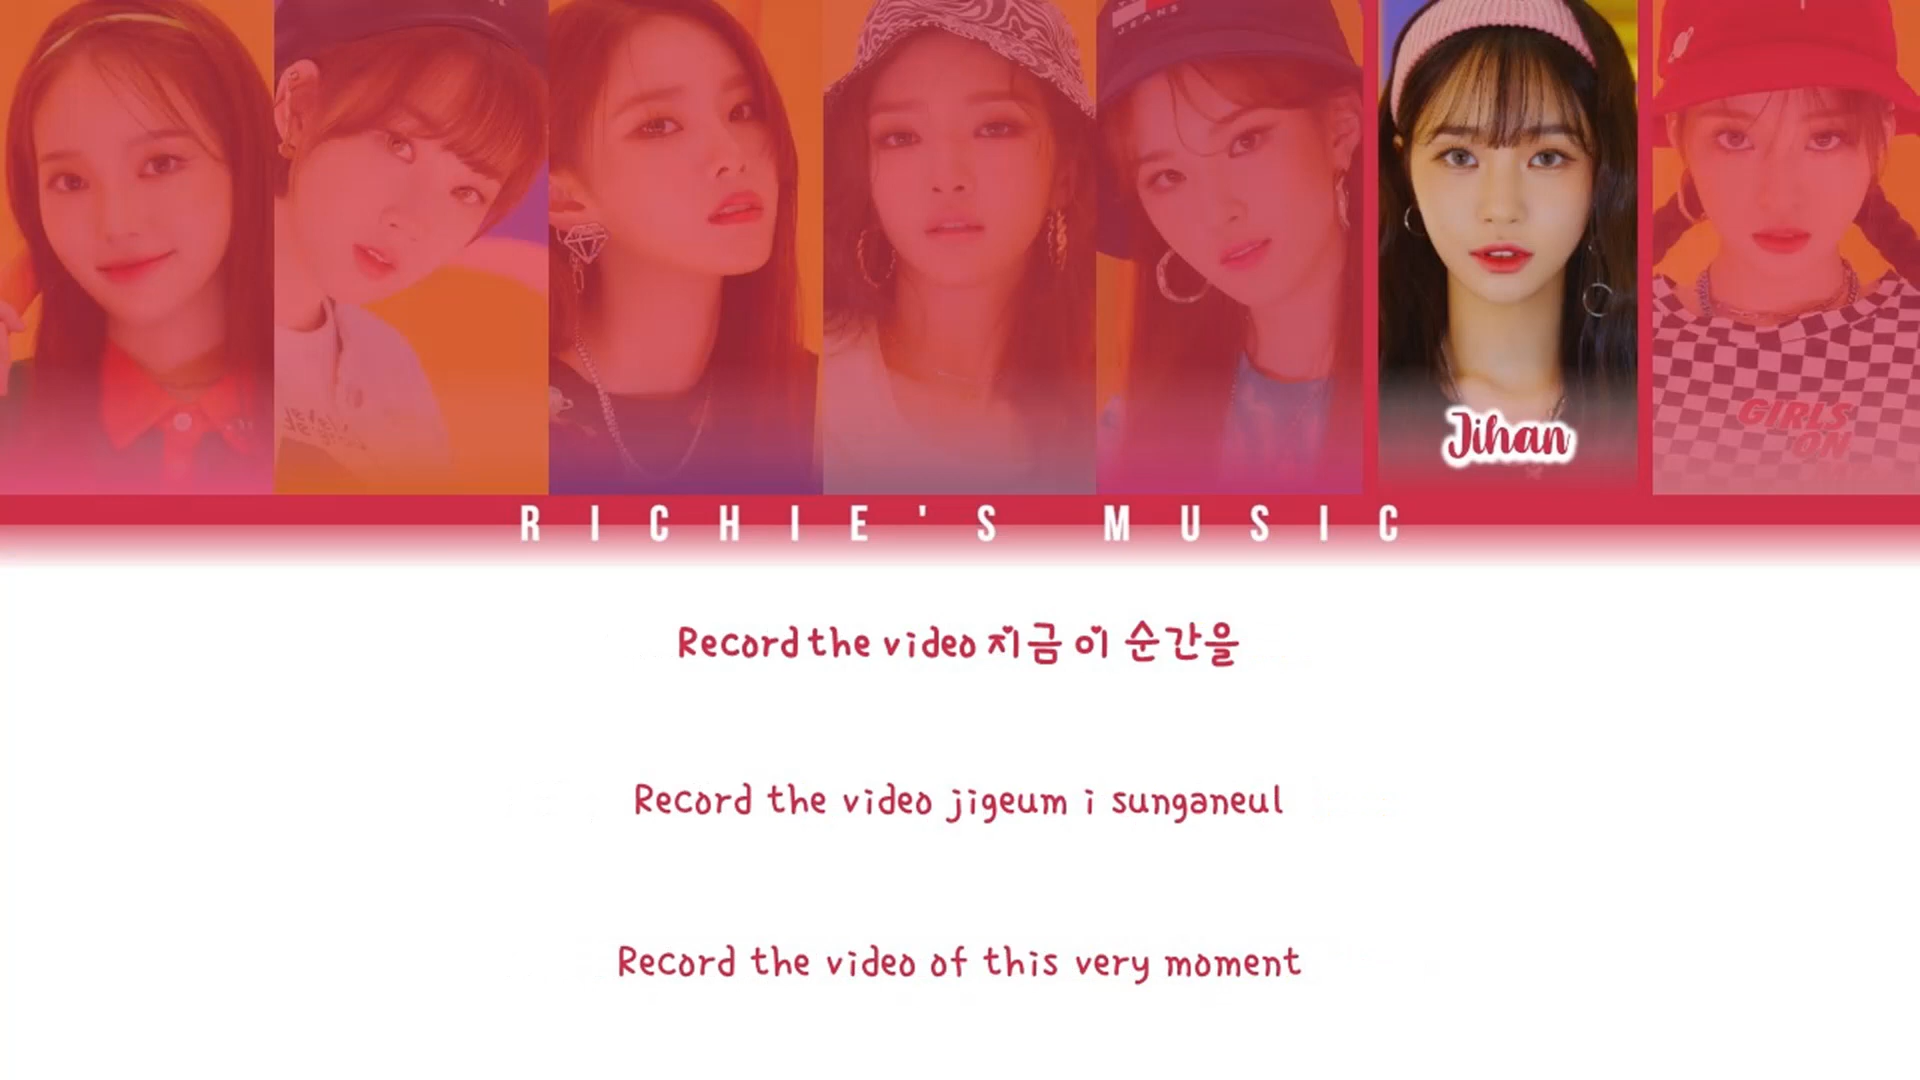 JEANS
GIRLS
ON
Jihan
RICHIE'S MUSIC
Record the video 지금 이 순간을
Record the video jigeum i sunganeul
Record the video of this very moment